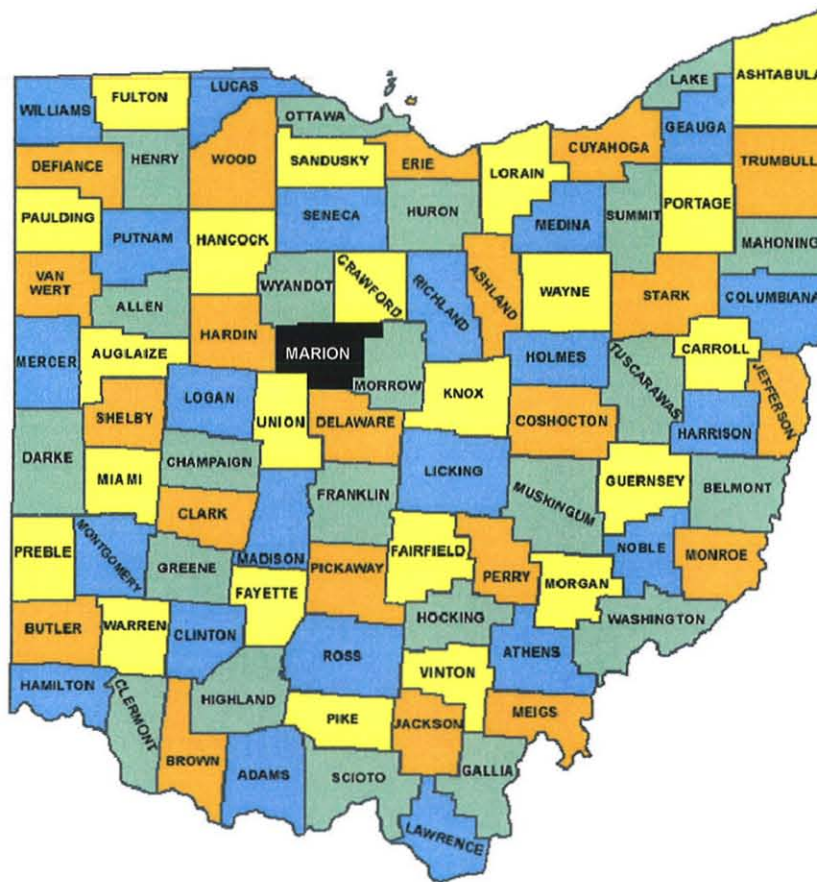 ASHTABULA
LAKE
LUCAS
FULTON
WILLIAMS
GEAUGA
OTTAWA
CUYAHOGA
HENRY
WOOD
SANDUSKY
ERIE
TRUMBULL
DEFIANCE
LORAIN
PORTAGE
PAULDING
SENECA
HURON
SUMMIT
MEDINA
PUTNAM
HANCOCK
MAHONING
VAN
WERT
WYANDOT
CRAWFORD
RICHLAND
ASHLAND
WAYNE
STARK
COLUMBIANA
ALLEN
HARDIN
MERCER
AUGLAIZE
MARION
HOLMES
TUSCARAWAS
CARROLL
JEFFERSON
MORROW
KNOX
LOGAN
SHELBY
UNION
DELAWARE
COSHOCTON
HARRISON
DARKE
CHAMPAIGN
LICKING
MIAMI
GUERNSEY
BELMONT
FRANKLIN
MUSKINGUM
CLARK
PREBLE
MONTGOMERY
MADISON
FAIRFIELD
NOBLE
MONROE
GREENE
PICKAWAY
PERRY
MORGAN
FAYETTE
HOCKING
WASHINGTON
BUTLER
WARREN
CLINTON
ROSS
ATHENS
VINTON
HAMILTON
CLERMONT
HIGHLAND
MEIGS
PIKE
JACKSON
BROWN
ADAMS
SCIOTO
GALLIA
LAWRENCE